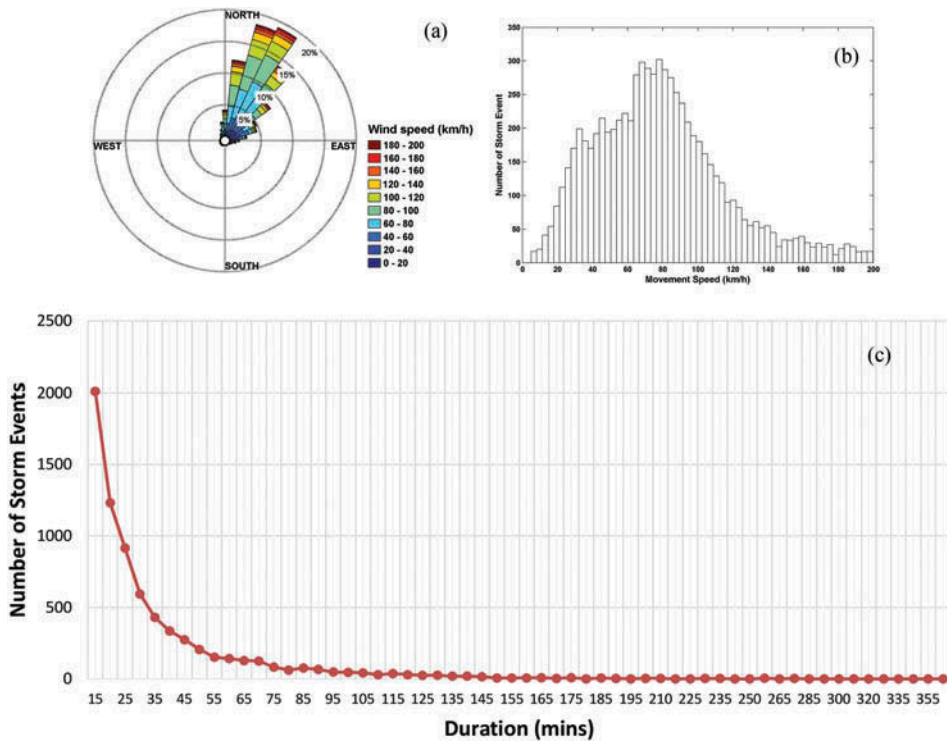 NORTH
(a)
20%
15%
10%
5%
WEST
EAST
SOUTH
Wind speed (km/h)
180 - 200
160 - 180
140 - 160
120 - 140
100 - 120
80 - 100
60 - 80
40 - 60
20 - 40
0 - 20
(b)
Number of Storm Event
350
300
250
200
150
100
50
0
0 20 40 60 80 100 120 140 160 180 200
Movement Speed (km/h)
(c)
Number of Storm Events
2500
2000
1500
1000
500
0
15 25 35 45 55 65 75 85 95 105 115 125 135 145 155 165 175 185 195 210 225 235 245 265 285 300 320 335 355
Duration (mins)